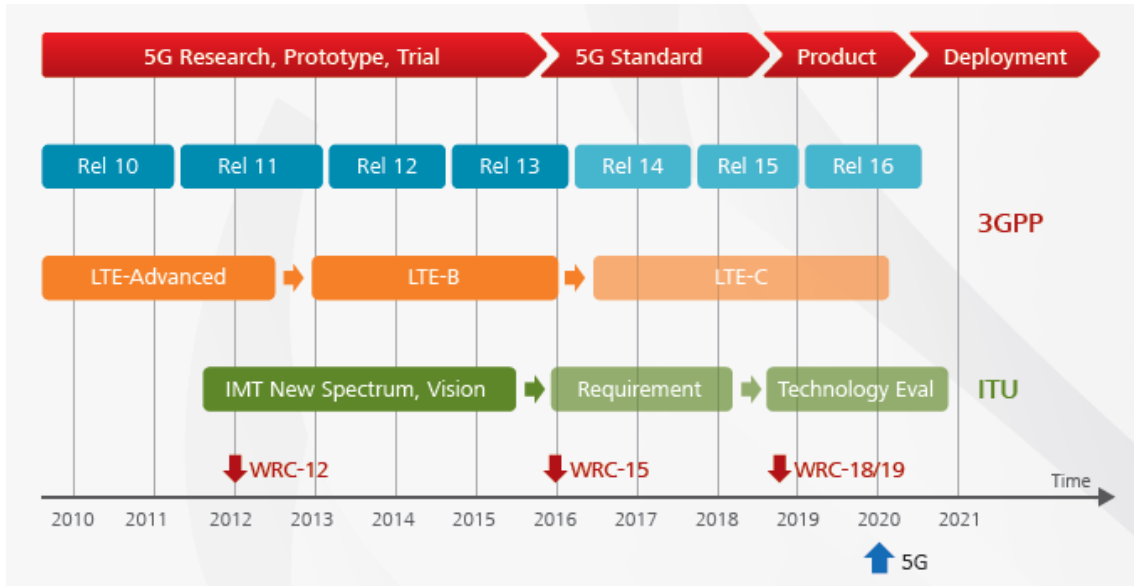 5G Research, Prototype, Trial
5G Standard
Product
Deployment
Rel 10
Rel 11
Rel 12
Rel 13
Rel 14
Rel 15
Rel 16
3GPP
LTE-Advanced
LTE-B
LTE-C
IMT New Spectrum, Vision
Requirement
Technology Eval
ITU
WRC-12
WRC-15
WRC-18/19
Time
2010
2011
2012
2013
2014
2015
2016
2017
2018
2019
2020
2021
5G